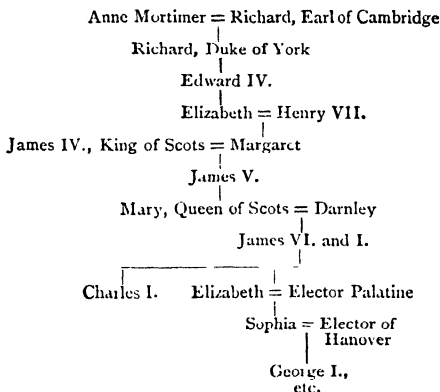 Anne Mortimer = Richard, Earl of Cambridge
Richard, Duke of York
Edward IV.
Elizabeth = Henry VII.
James IV., King of Scots = Margaret
James V.
Mary, Queen of Scots = Darnley
James VI. and I.
Charles I. Elizabeth = Elector Palatine
Sophia = Elector of
Hanover
George I.,
etc.